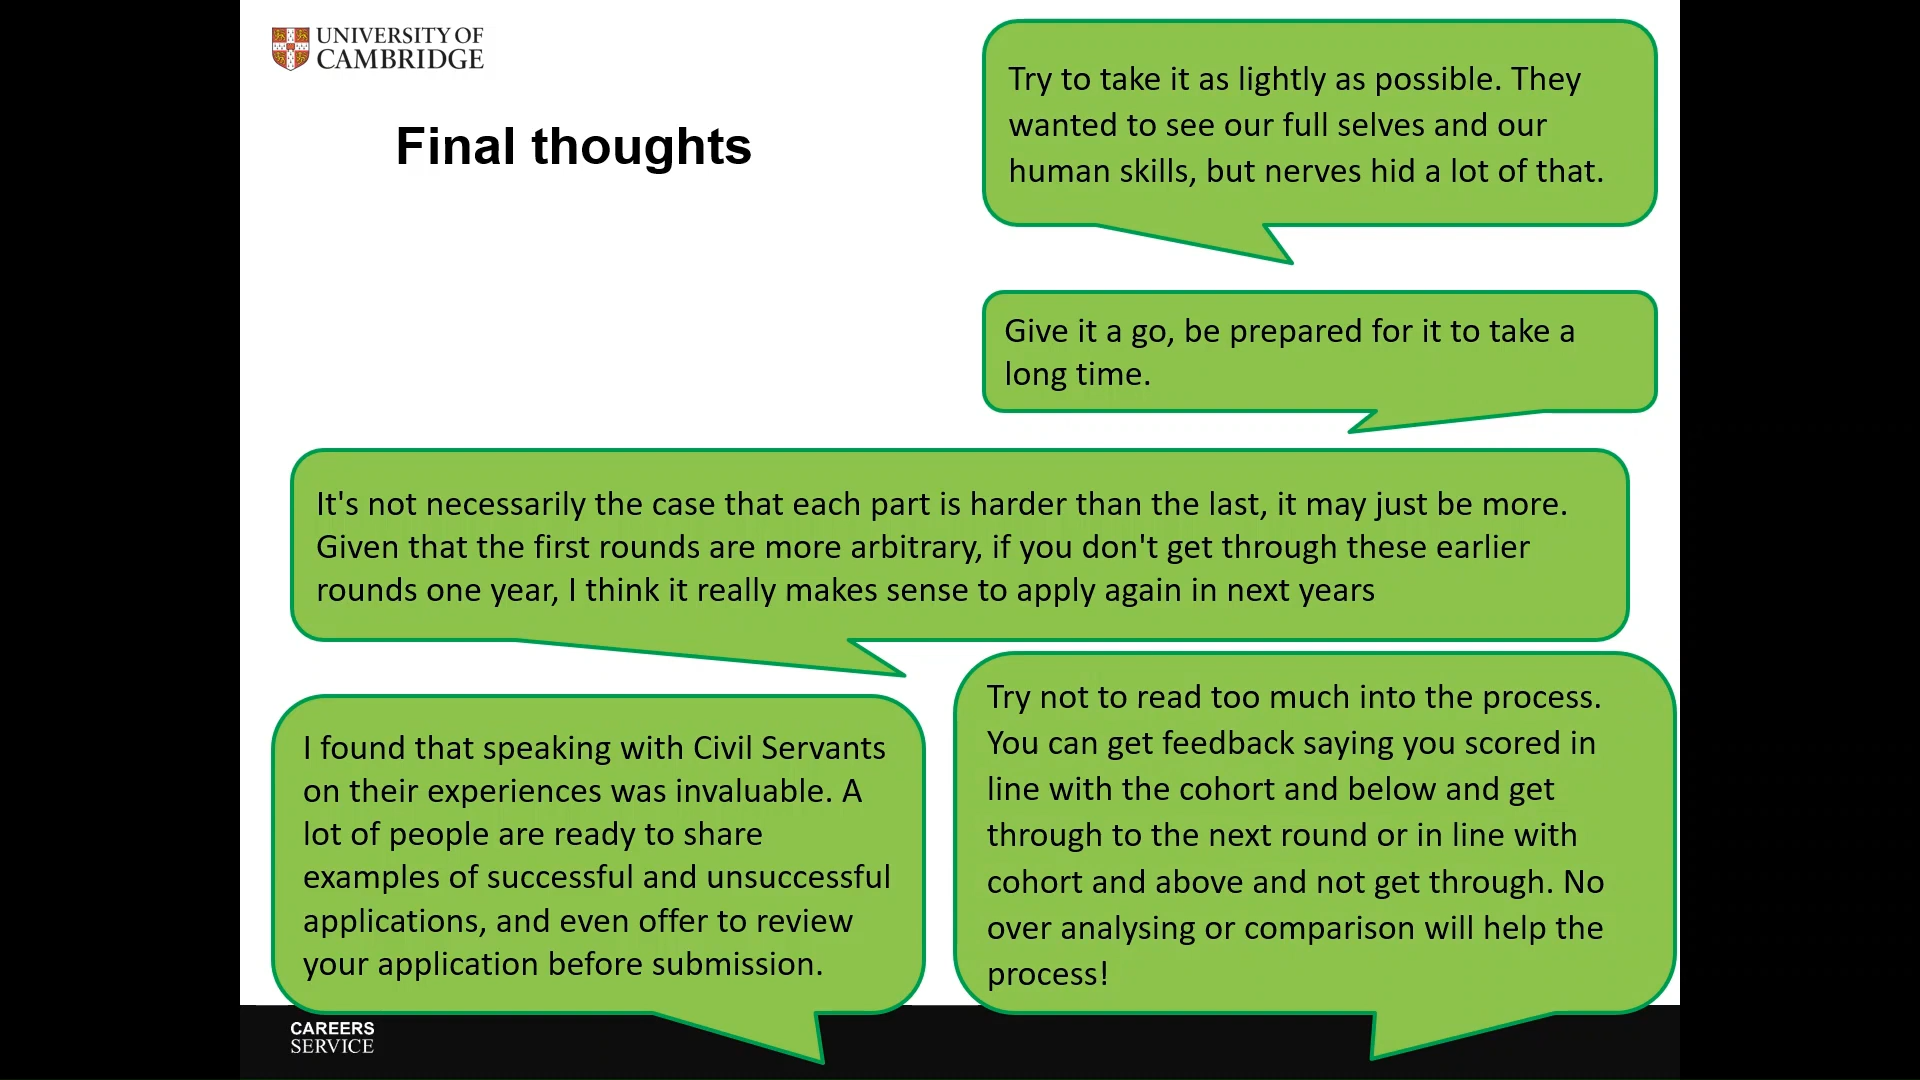 UNIVERSITY OF
CAMBRIDGE
Final thoughts
Try to take it as lightly as possible. They
wanted to see our full selves and our
human skills, but nerves hid a lot of that.
Give it a go, be prepared for it to take a
long time.
It's not necessarily the case that each part is harder than the last, it may just be more.
Given that the first rounds are more arbitrary, if you don't get through these earlier
rounds one year, I think it really makes sense to apply again in next years
I found that speaking with Civil Servants
on their experiences was invaluable. A
lot of people are ready to share
examples of successful and unsuccessful
applications, and even offer to review
your application before submission.
Try not to read too much into the process.
You can get feedback saying you scored in
line with the cohort and below and get
through to the next round or in line with
cohort and above and not get through. No
over analysing or comparison will help the
process!
CAREERS
SERVICE